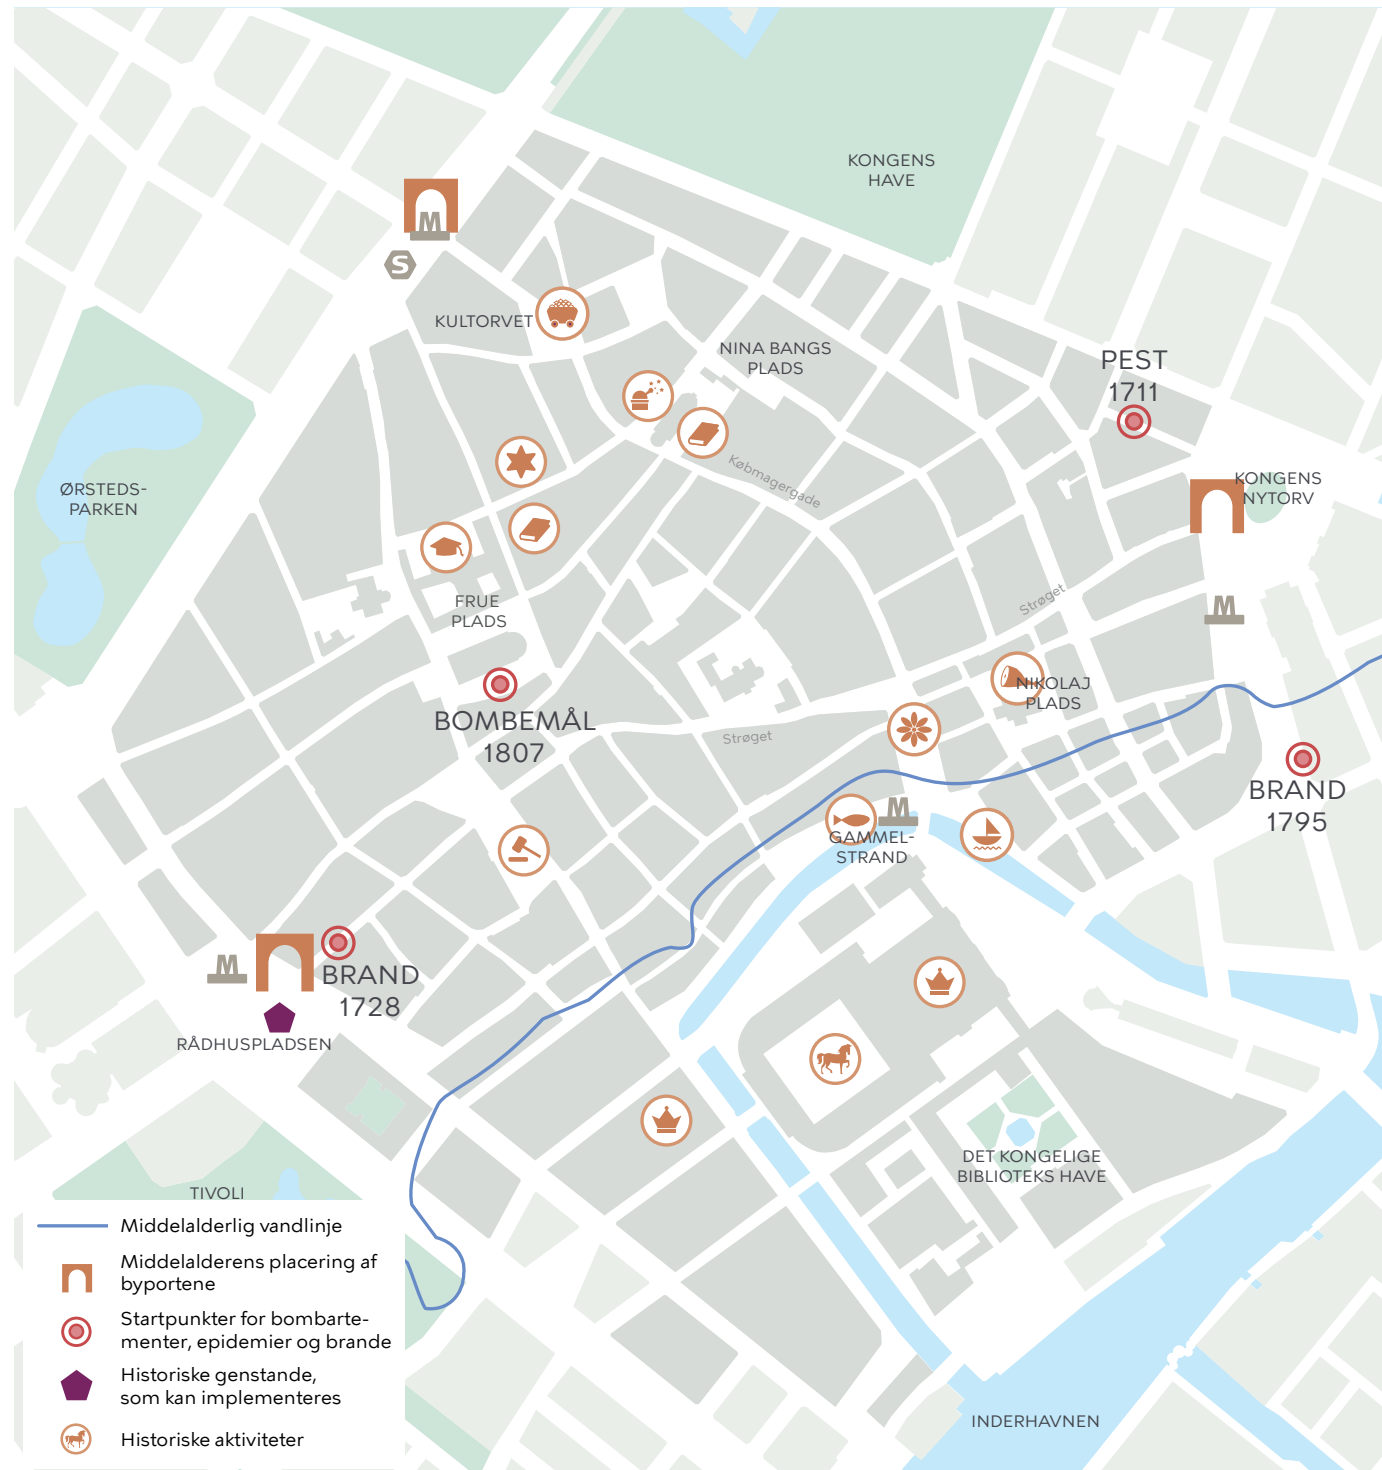 KONGENS
HAVE
M
S
KULTORVET
NINA BANGS
PLADS
PEST
1711
Købmagergade
ØRSTEDS-
PARKEN
KONGENS
NYTORV
FRUE
PLADS
Strøget
M
NIKOLAJ
PLADS
BOMBEMÅL
1807
Strøget
BRAND
1795
M
GAMMEL-
STRAND
M
BRAND
1728
RÅDHUSPLADSEN
DET KONGELIGE
BIBLIOTEKS HAVE
TIVOLI
INDERHAVNEN
Middelalderlig vandlinje
Middelalderens placering af
byportene
Startpunkter for bombarte-
menter, epidemier og brande
Historiske genstande,
som kan implementeres
Historiske aktiviteter